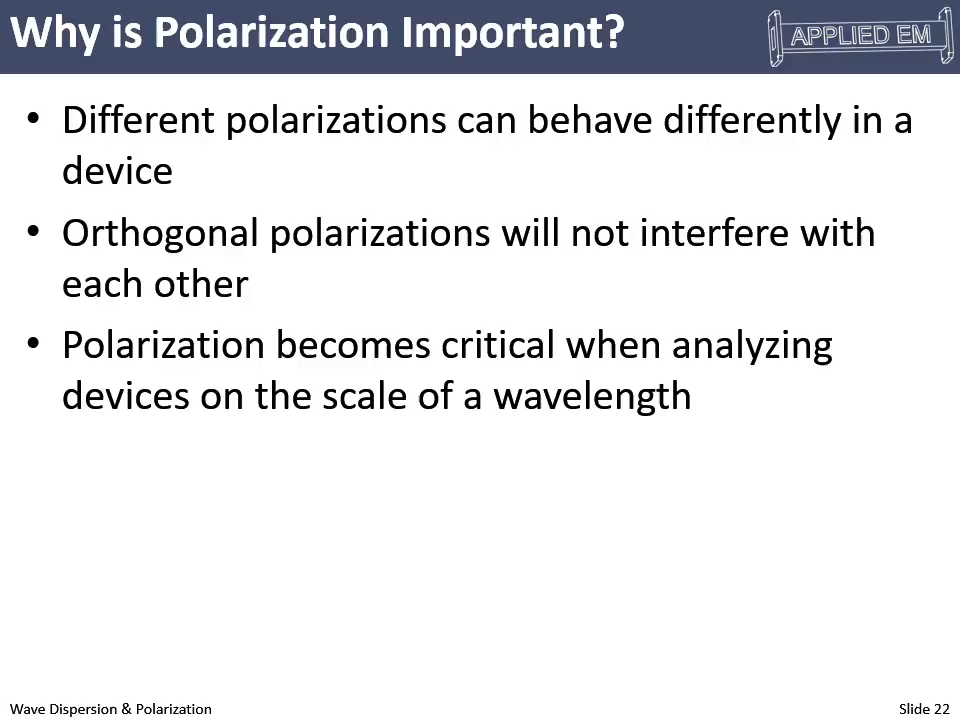 Why is Polarization Important?
APPLIED EM
• Different polarizations can behave differently in a
device
• Orthogonal polarizations will not interfere with
each other
• Polarization becomes critical when analyzing
devices on the scale of a wavelength
Wave Dispersion & Polarization
Slide 22